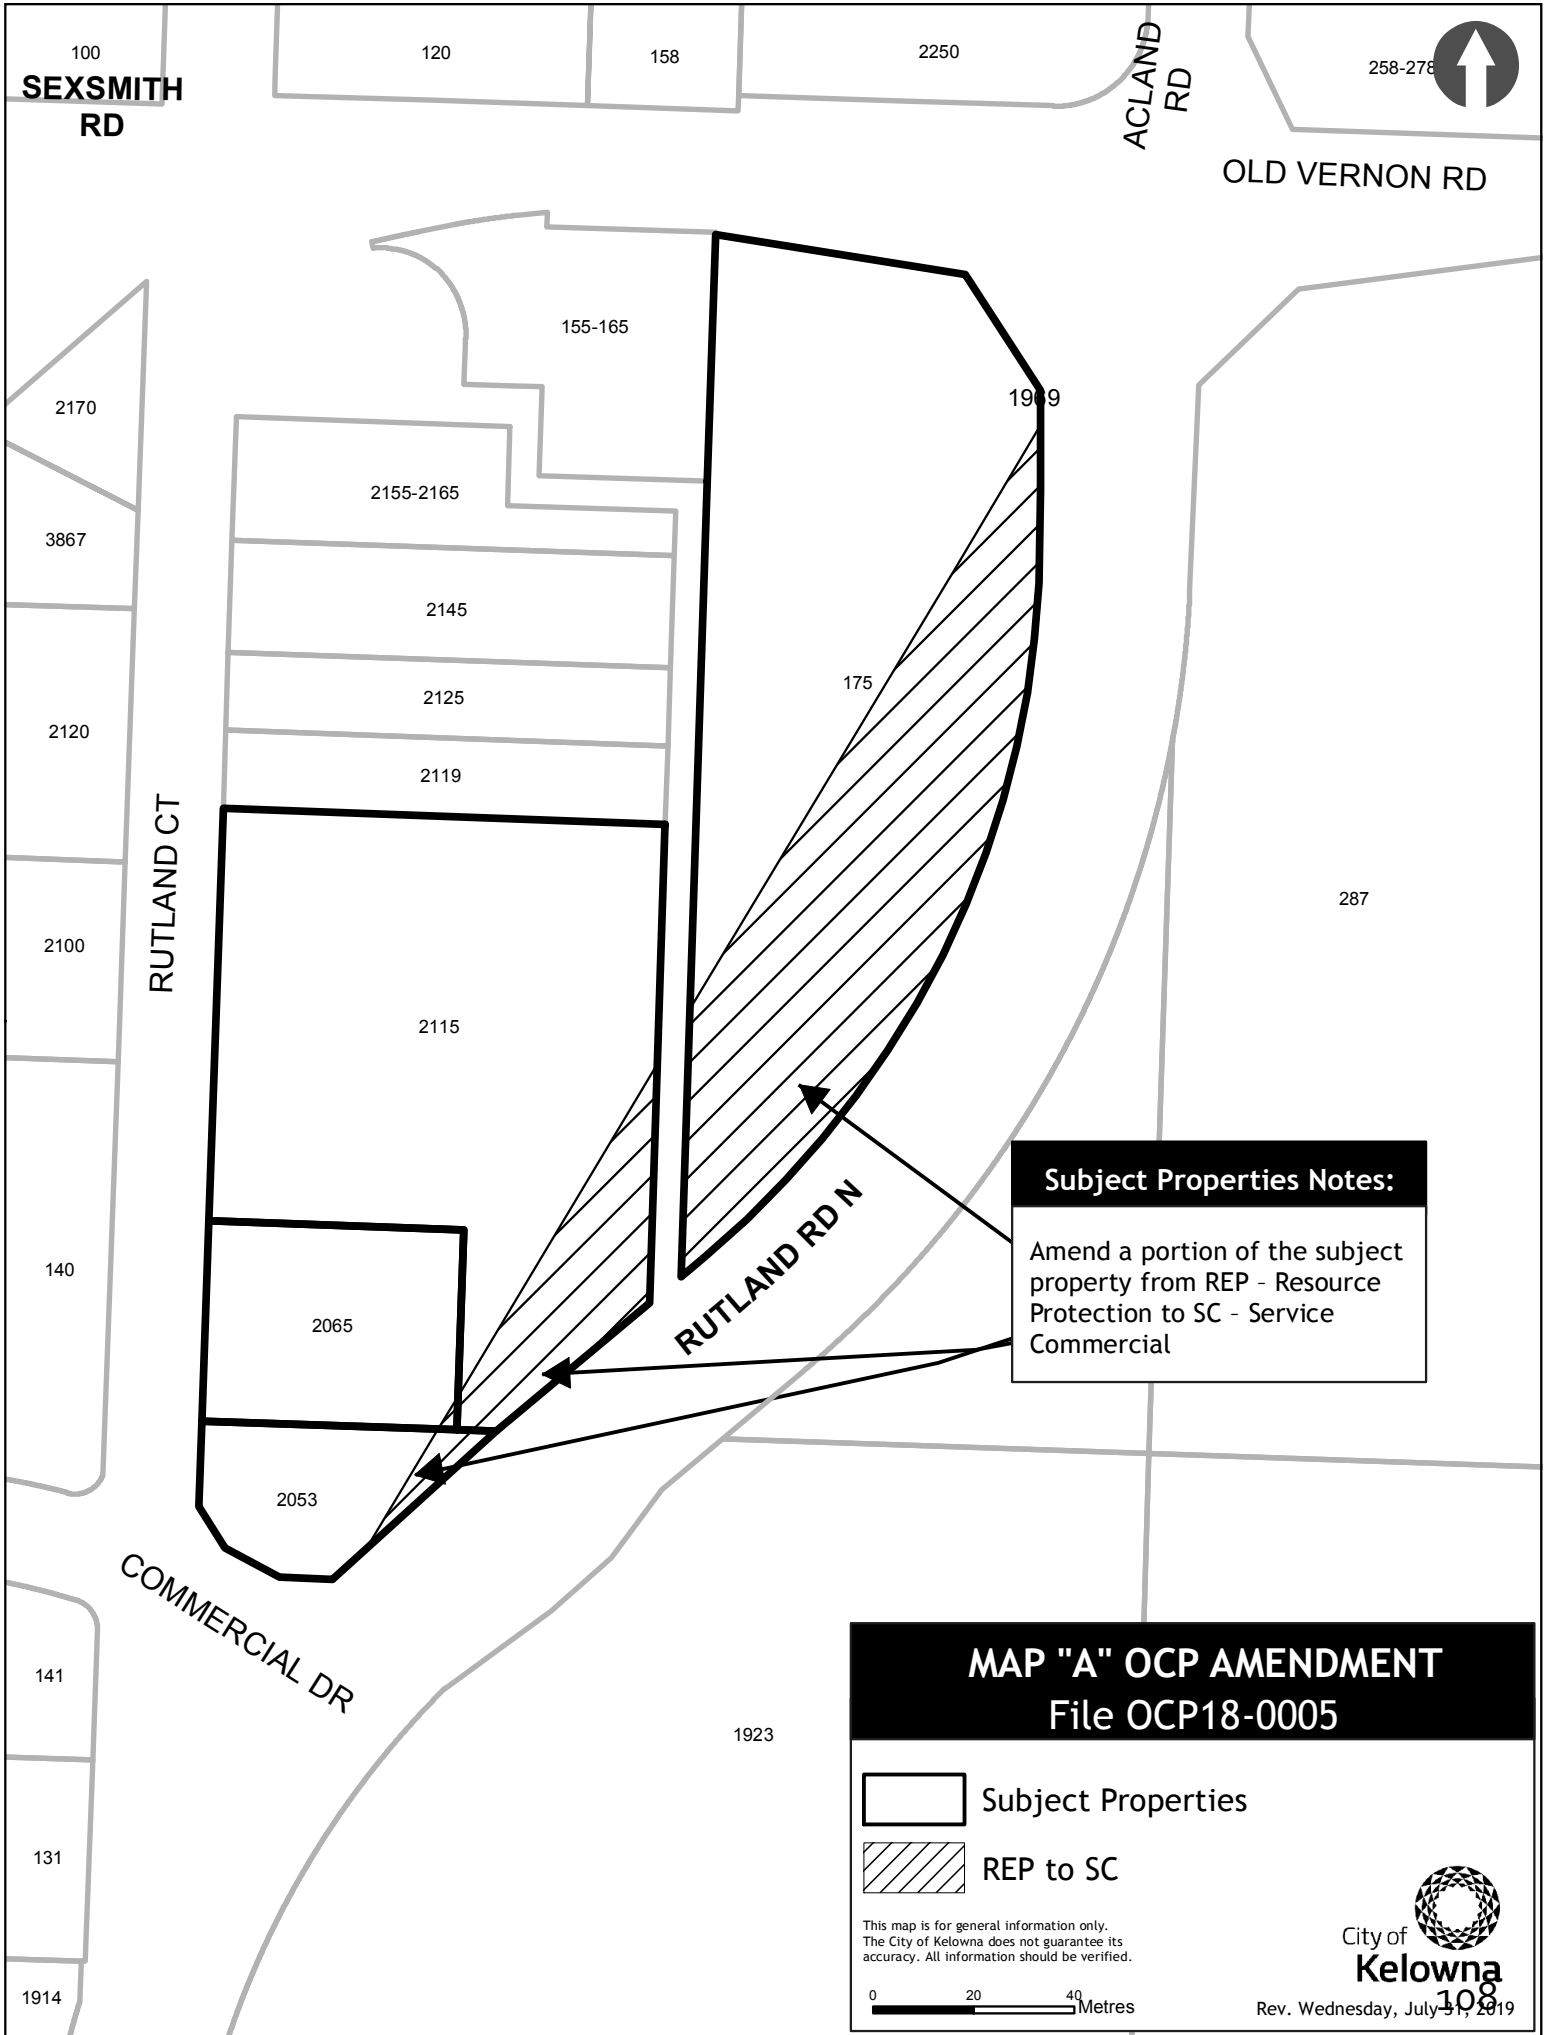 100
120
158
2250
258-278
SEXSMITH
RD
ACLAND
RD
OLD VERNON RD
155-165
1969
2170
2155-2165
3867
2145
175
2125
2120
2119
RUTLAND CT
287
2100
2115
Subject Properties Notes:
Amend a portion of the subject
property from REP - Resource
Protection to SC - Service
Commercial
RUTLAND RD N
140
2065
2053
COMMERCIAL DR
141
1923
131
1914
MAP "A" OCP AMENDMENT
File OCP18-0005
Subject Properties
REP to SC
This map is for general information only.
The City of Kelowna does not guarantee its
accuracy. All information should be verified.
0 20 40 Metres
City of
Kelowna
108
Rev. Wednesday, July 31, 2019